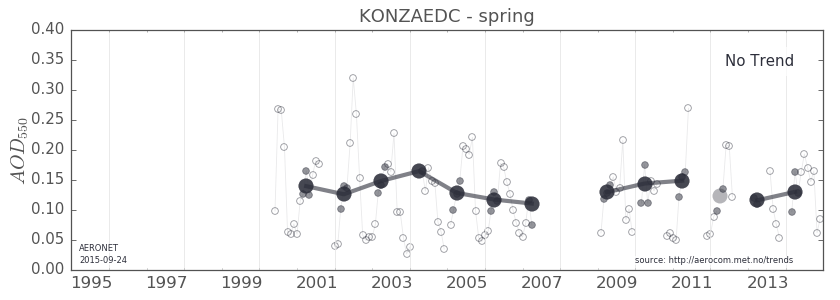 KONZAEDC - spring
0.40
0.35
0.30
0.25
0.20
0.15
0.10
0.05
0.00
AOD550
No Trend
AERONET
2015-09-24
source: http://aerocom.met.no/trends
1995 1997 1999 2001 2003 2005 2007 2009 2011 2013